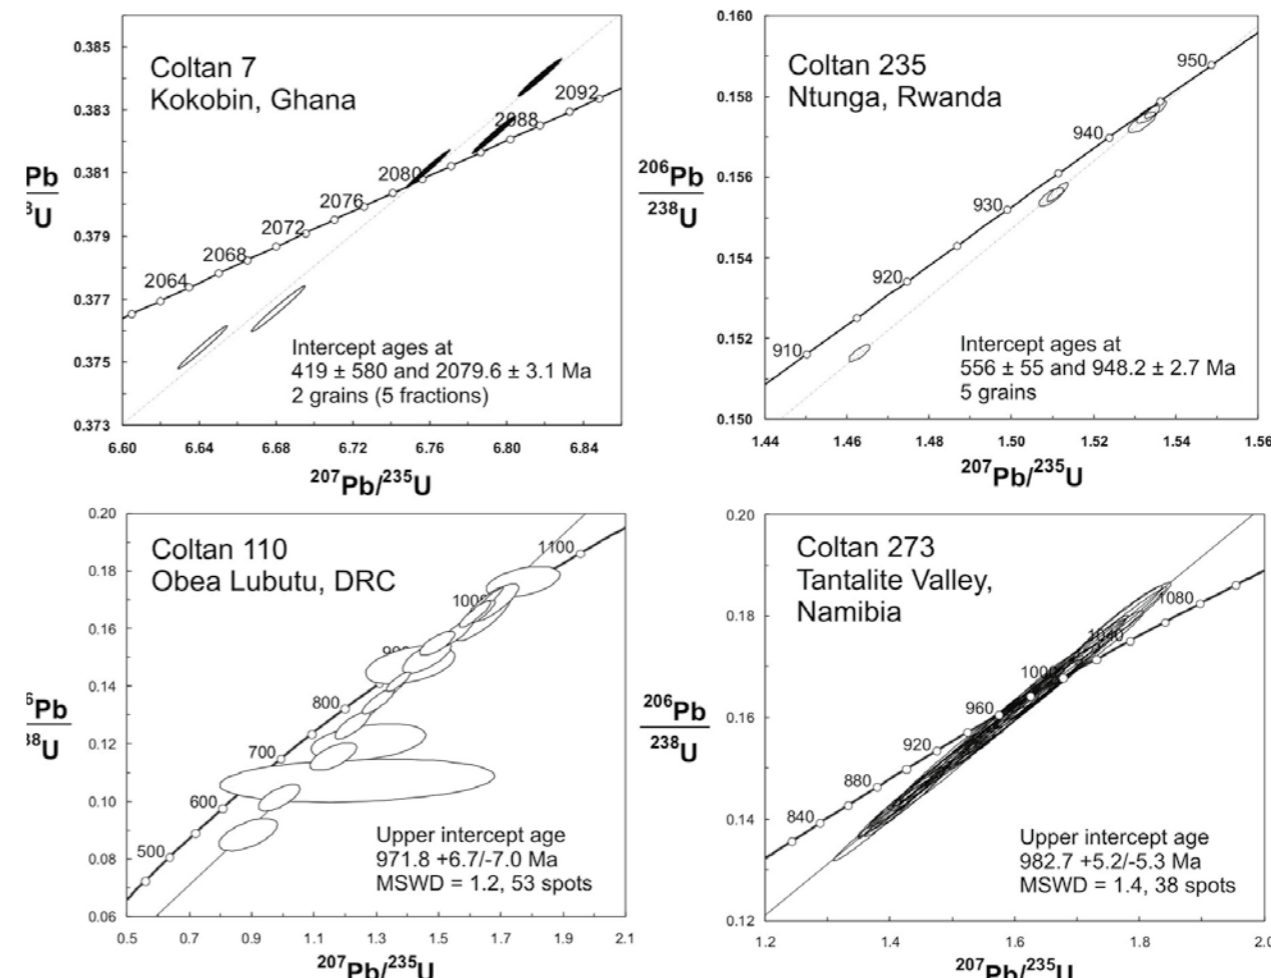 0.385
0.383
0.381
0.379
0.377
0.375
0.373
Pb
⁸U
Coltan 7
Kokobin, Ghana
2092
2088
2080
2076
2072
2068
2064
Intercept ages at
419 ± 580 and 2079.6 ± 3.1 Ma
2 grains (5 fractions)
6.60 6.64 6.68 6.72 6.76 6.80 6.84
²⁰⁷Pb/²³⁵U
0.160
0.158
0.156
0.154
0.152
0.150
²⁰⁶Pb
²³⁸U
Coltan 235
Ntunga, Rwanda
950
940
930
920
910
Intercept ages at
556 ± 55 and 948.2 ± 2.7 Ma
5 grains
1.44 1.46 1.48 1.50 1.52 1.54 1.56
²⁰⁷Pb/²³⁵U
0.20
0.18
0.16
0.14
0.12
0.10
0.08
0.06
⁶Pb
³⁸U
Coltan 110
Obea Lubutu, DRC
1100
800
700
600
500
Upper intercept age
971.8 +6.7/-7.0 Ma
MSWD = 1.2, 53 spots
0.5 0.7 0.9 1.1 1.3 1.5 1.7 1.9 2.1
²⁰⁷Pb/²³⁵U
0.20
0.18
0.16
0.14
0.12
²⁰⁶Pb
²³⁸U
Coltan 273
Tantalite Valley,
Namibia
1080
1040
1000
960
920
880
840
Upper intercept age
982.7 +5.2/-5.3 Ma
MSWD = 1.4, 38 spots
1.2 1.4 1.6 1.8 2.0
²⁰⁷Pb/²³⁵U